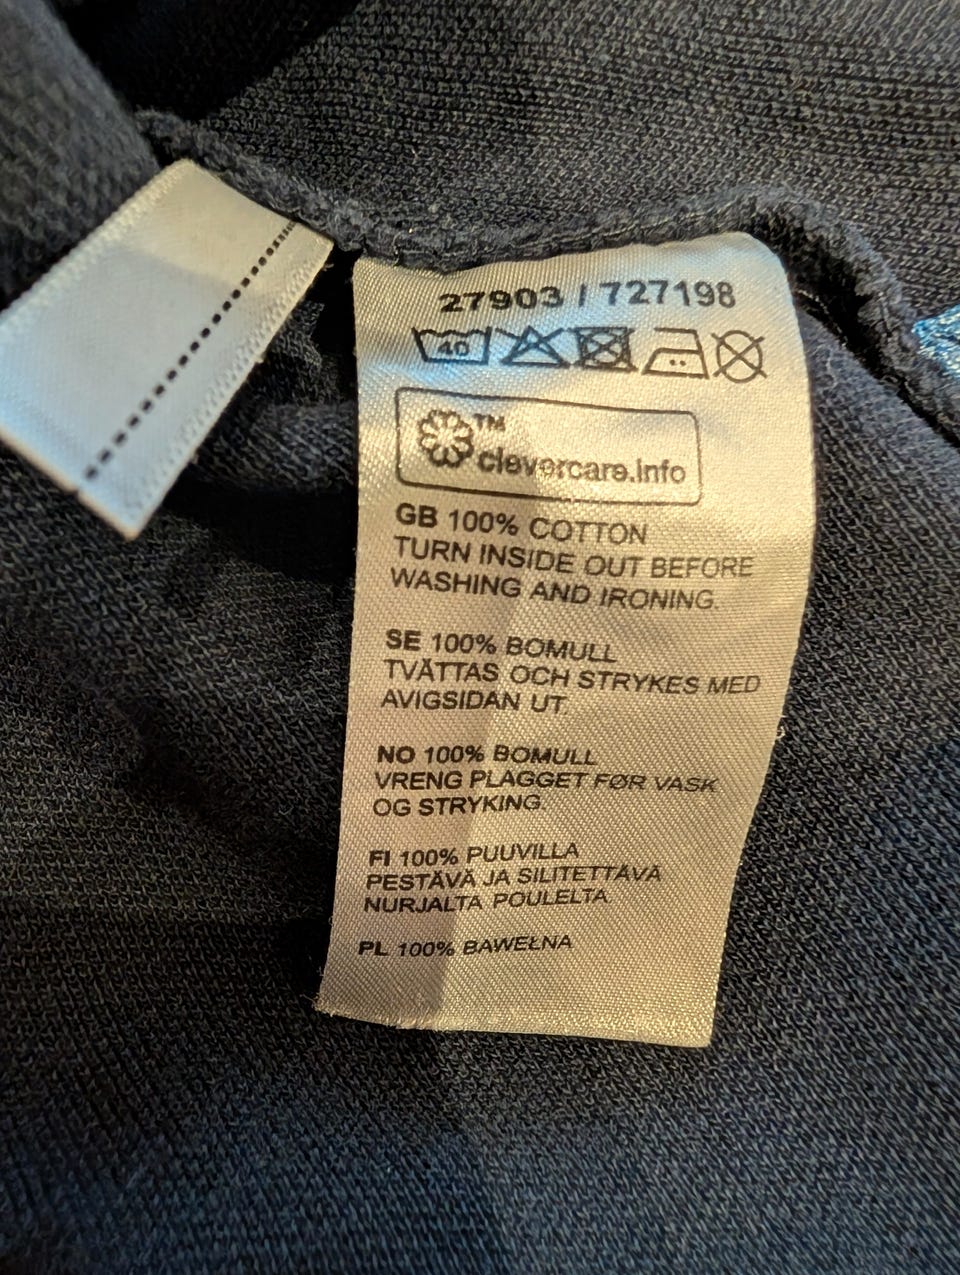 27903 / 727198
40
TM
clevercare.info
GB 100% COTTON
TURN INSIDE OUT BEFORE
WASHING AND IRONING.
SE 100% BOMULL
TVÄTTAS OCH STRYKES MED
AVIGSIDAN UT.
NO 100% BOMULL
VRENG PLAGGET FØR VASK
OG STRYKING.
FI 100% PUUVILLA
PESTÄVÄ JA SILITETTÄVÄ
NURJALTA POULELTA
PL 100% BAWEŁNA